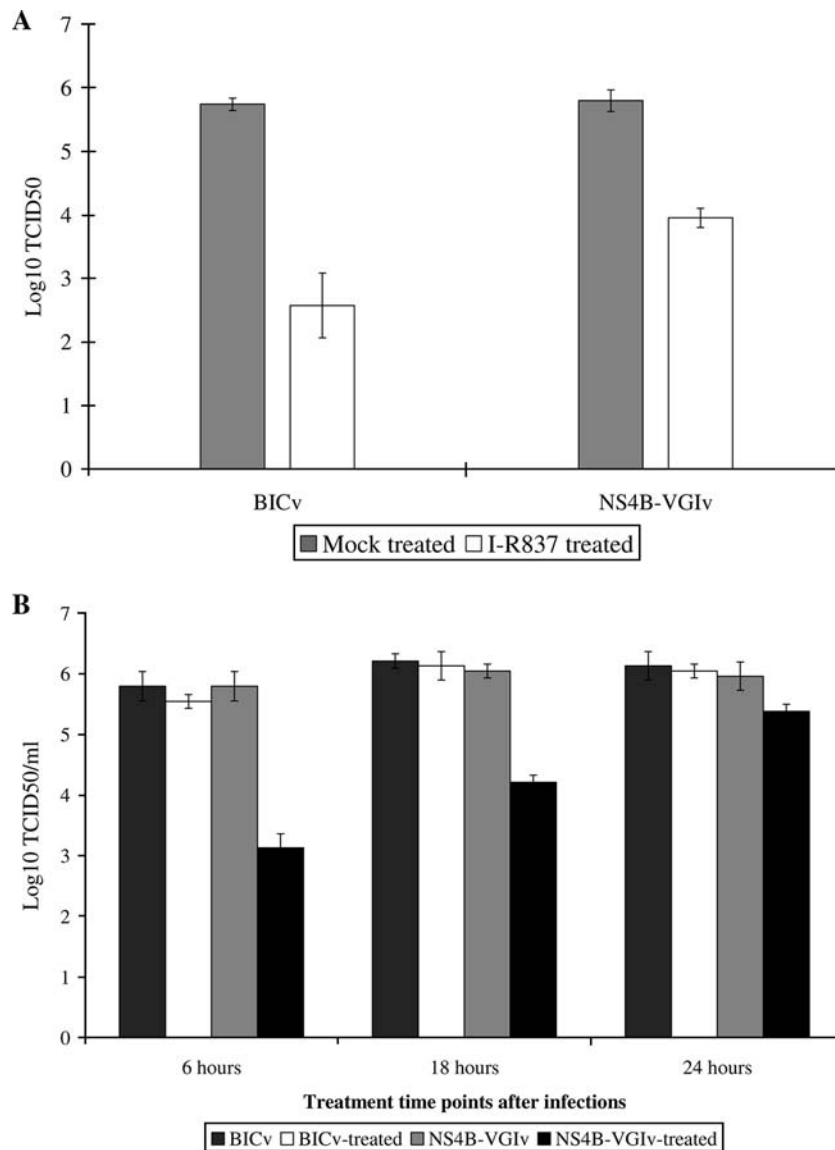 A
7
6
5
4
3
2
1
0
Log10 TCID50
BICv NS4B-VGIv
Mock treated I-R837 treated
B
7
6
5
4
3
2
1
0
Log10 TCID50/ml
6 hours 18 hours 24 hours
Treatment time points after infections
BICv BICv-treated NS4B-VGIv NS4B-VGIv-treated